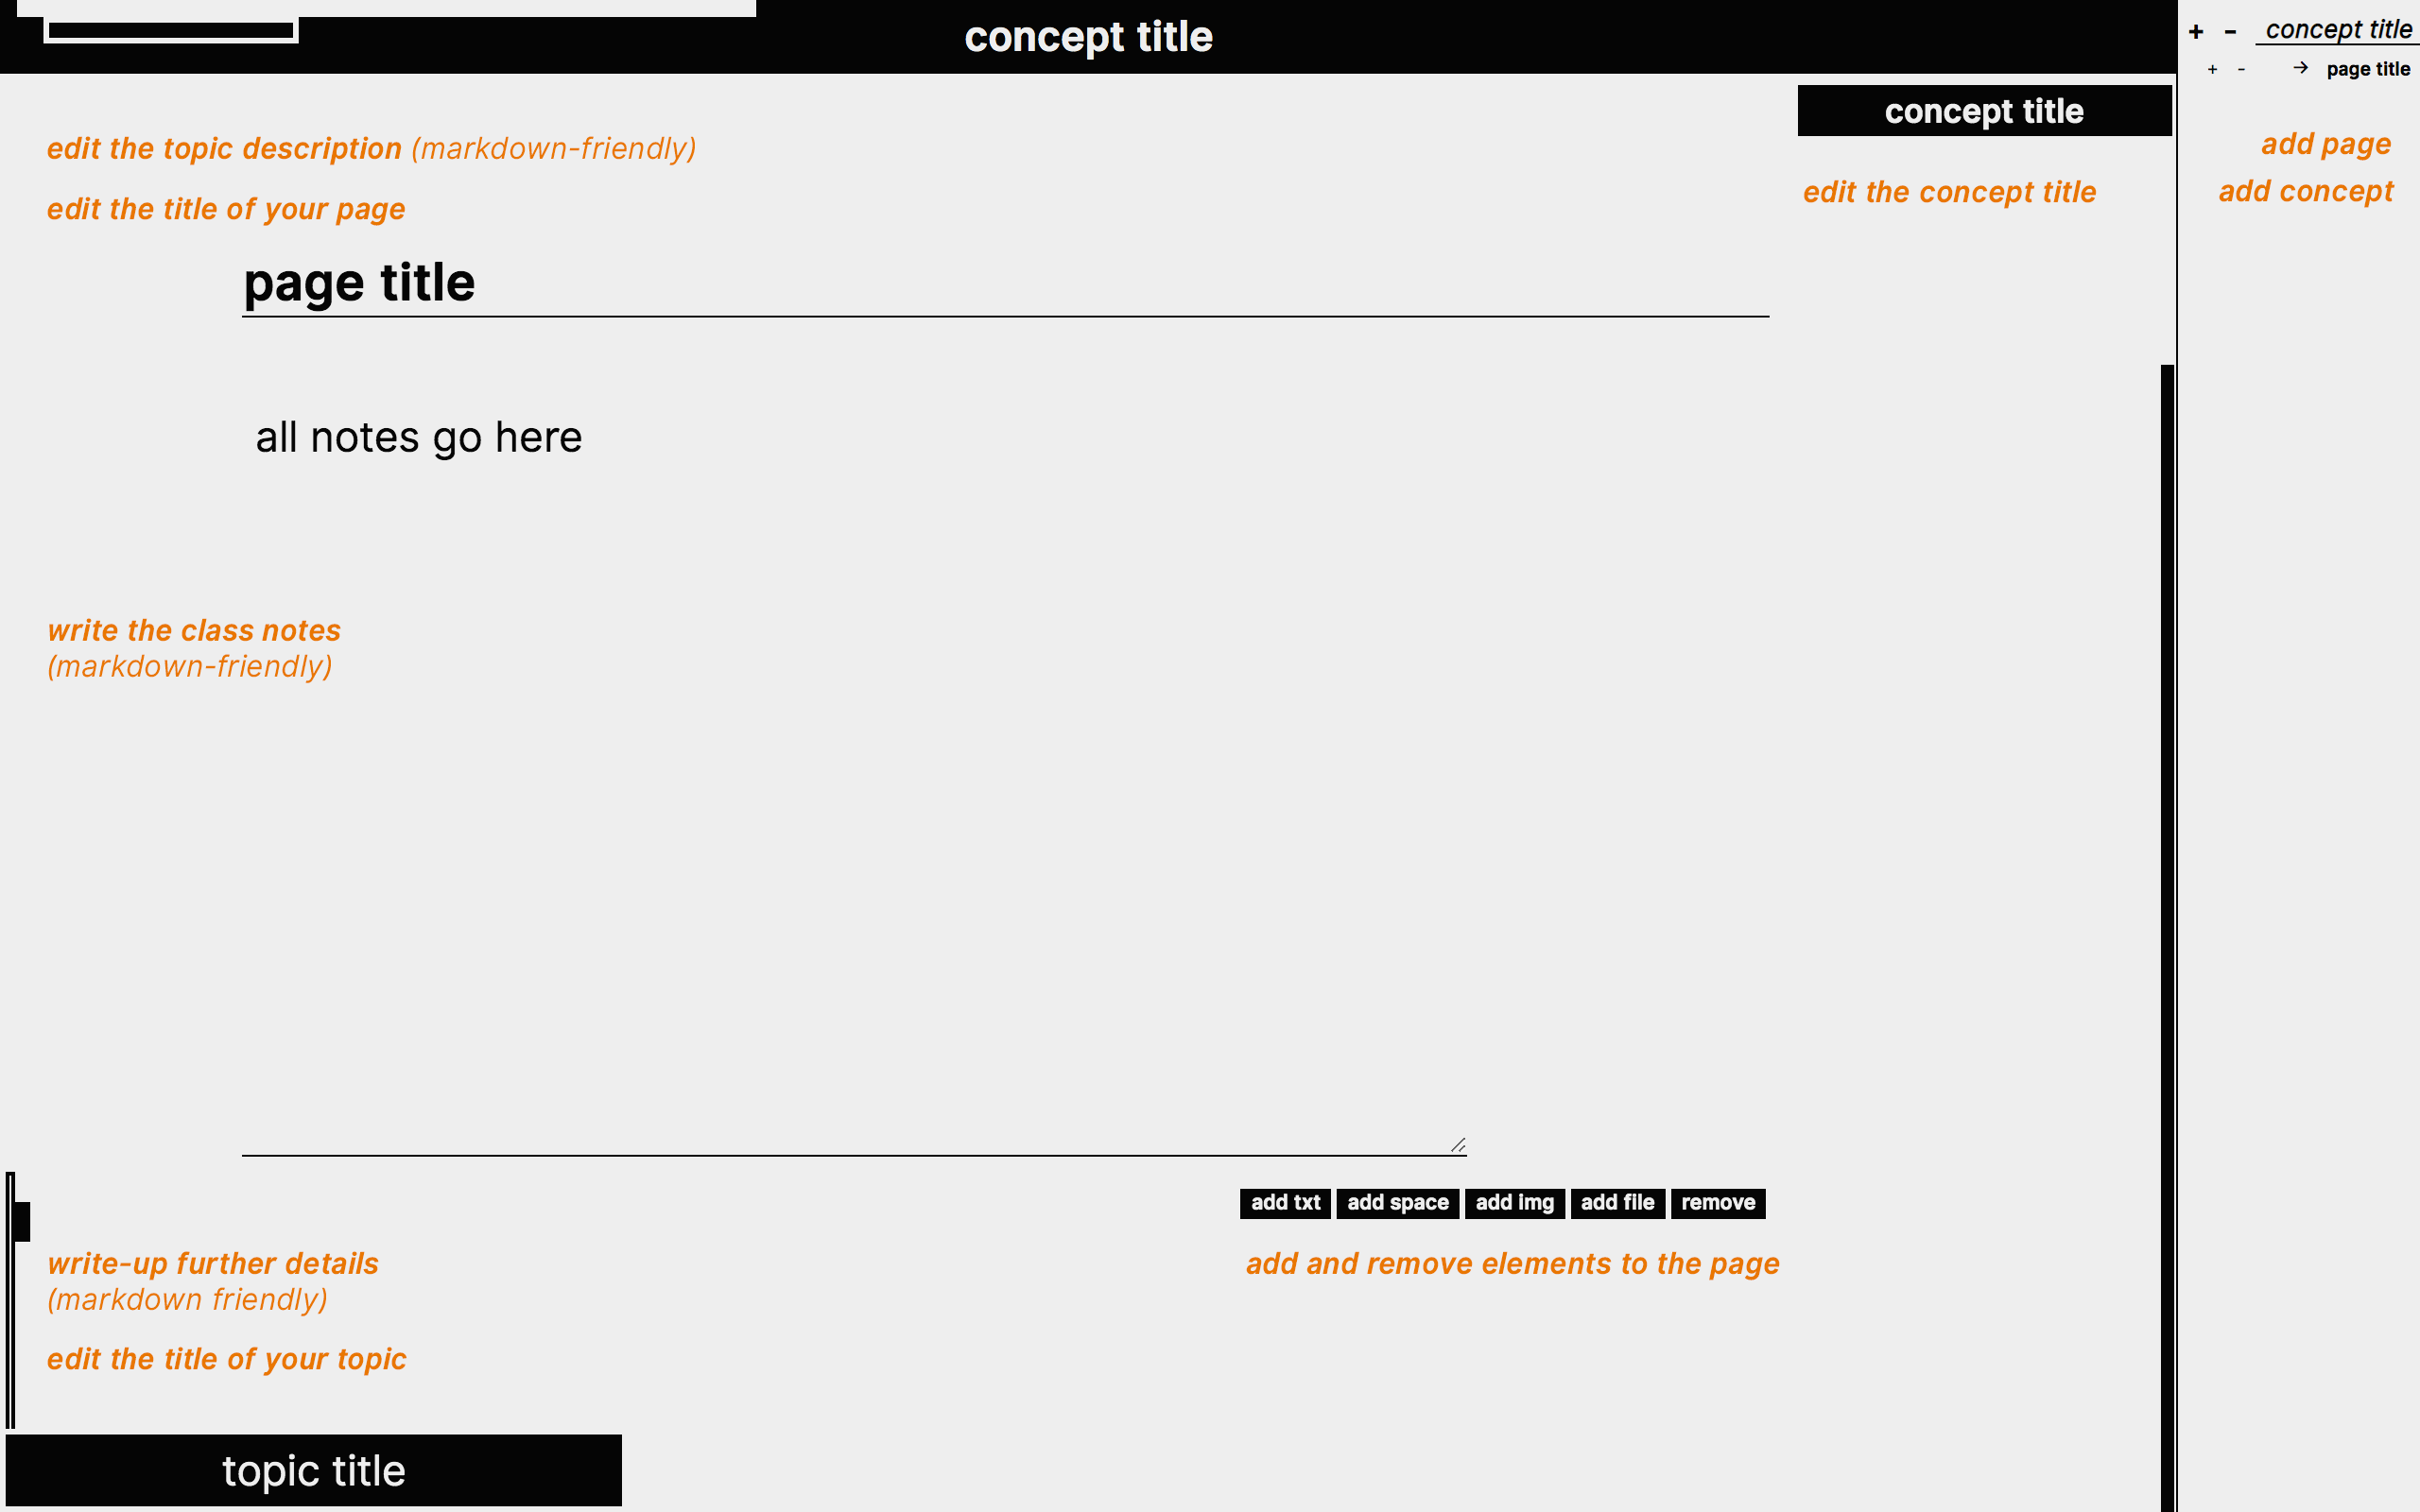 concept title
+ - concept title
+ - → page title
concept title
edit the topic description (markdown-friendly)
add page
edit the concept title
add concept
edit the title of your page
page title
all notes go here
write the class notes
(markdown-friendly)
add txt add space add img add file remove
write-up further details
(markdown friendly)
add and remove elements to the page
edit the title of your topic
topic title